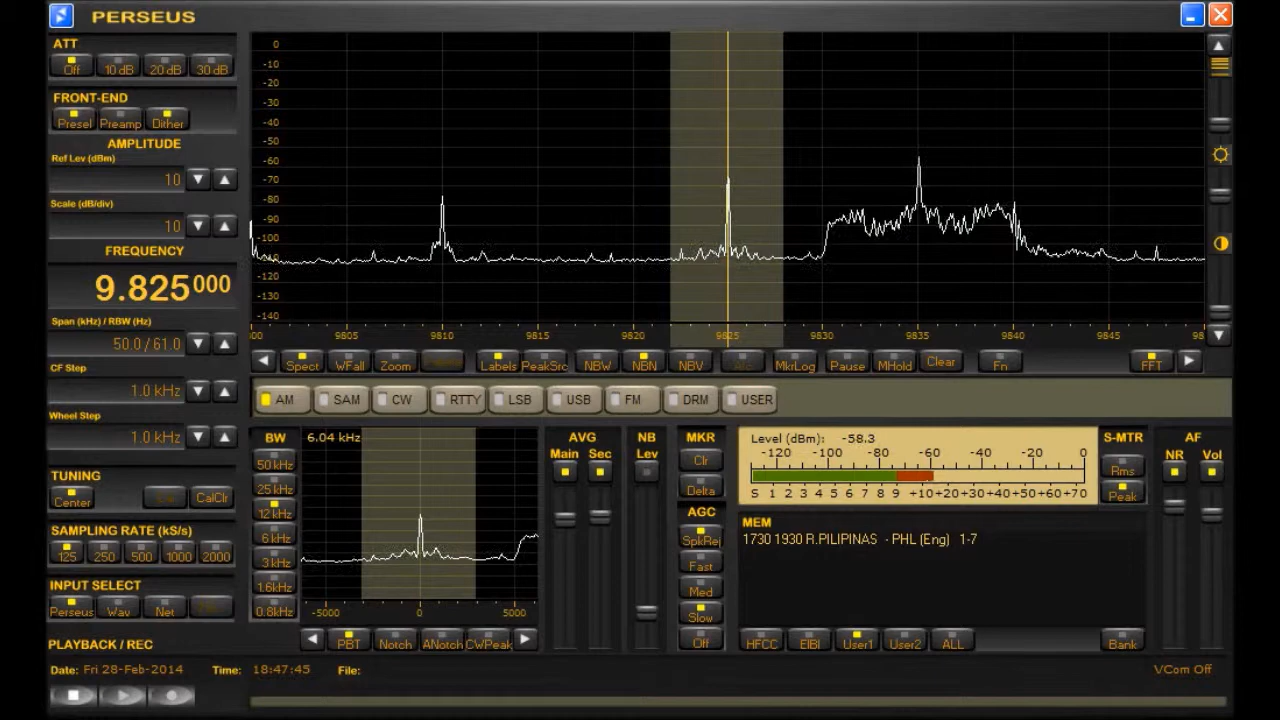 PERSEUS
ATT
Off 10 dB 20 dB 30 dB
FRONT-END
Presel Preamp Dither
AMPLITUDE
Ref Lev (dBm)
10
Scale (dB/div)
10
FREQUENCY
9.825000
Span (kHz) / RBW (Hz)
50.0 / 61.0
CF Step
1.0 kHz
Wheel Step
1.0 kHz
TUNING
Center CalClr
SAMPLING RATE (kS/s)
125 250 500 1000 2000
INPUT SELECT
Perseus Wav Net
PLAYBACK / REC
0
-10
-20
-30
-40
-50
-60
-70
-80
-90
-100
-110
-120
-130
-140
00 9805 9810 9815 9820 9825 9830 9835 9840 9845 98
Spect WFall Zoom Labels PeakSrc NBW NBN NBV MkrLog Pause MHold Clear Fn FFT
AM SAM CW RTTY LSB USB FM DRM USER
BW
50 kHz
25 kHz
12 kHz
6 kHz
3 kHz
1.6kHz
0.8kHz
6.04 kHz
-5000 0 5000
PBT Notch ANotch CWPeak
AVG
Main Sec
NB
Lev
MKR
Clr
Delta
AGC
SpkRej
Fast
Med
Slow
Off
Level (dBm): -58.3
-120 -100 -80 -60 -40 -20 0
S 1 2 3 4 5 6 7 8 9 +10 +20 +30 +40 +50 +60 +70
S-MTR
Rms
Peak
AF
NR Vol
MEM
1730 1930 R.PILIPINAS - PHL (Eng) 1-7
HFCC EIBI User1 User2 ALL Bank
Date: Fri 28-Feb-2014 Time: 18:47:45 File: VCom Off